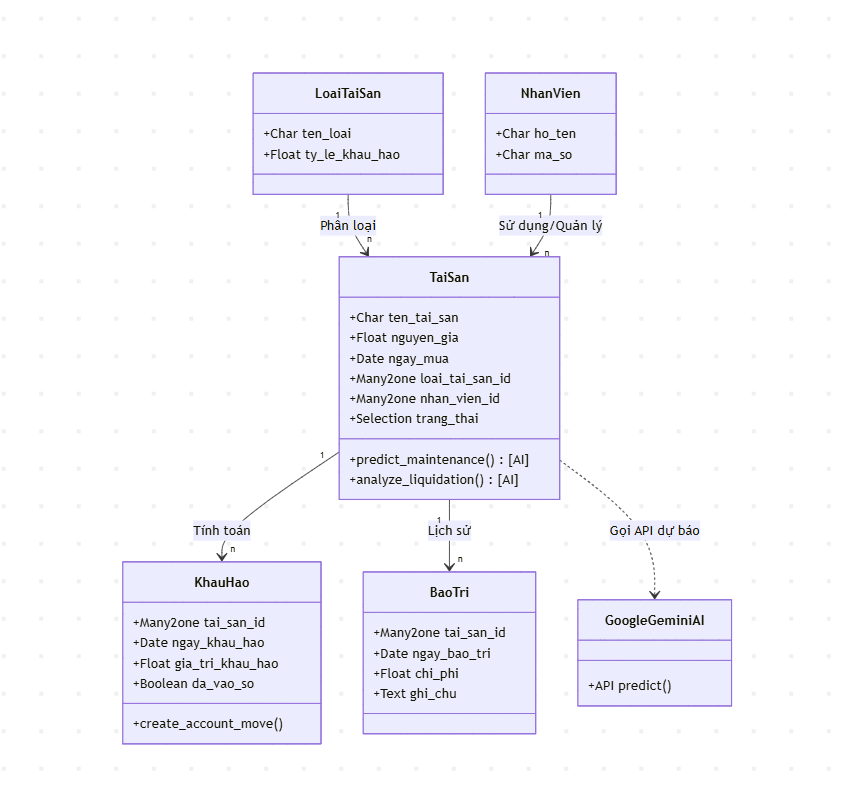 LoaiTaiSan
+Char ten_loai
+Float ty_le_khau_hao
NhanVien
+Char ho_ten
+Char ma_so
1
Phân loại
n
1
Sử dụng/Quản lý
n
TaiSan
+Char ten_tai_san
+Float nguyen_gia
+Date ngay_mua
+Many2one loai_tai_san_id
+Many2one nhan_vien_id
+Selection trang_thai
+predict_maintenance() : [AI]
+analyze_liquidation() : [AI]
1
Tính toán
n
1
Lịch sử
n
Gọi API dự báo
KhauHao
+Many2one tai_san_id
+Date ngay_khau_hao
+Float gia_tri_khau_hao
+Boolean da_vao_so
+create_account_move()
BaoTri
+Many2one tai_san_id
+Date ngay_bao_tri
+Float chi_phi
+Text ghi_chu
GoogleGeminiAI
+API predict()